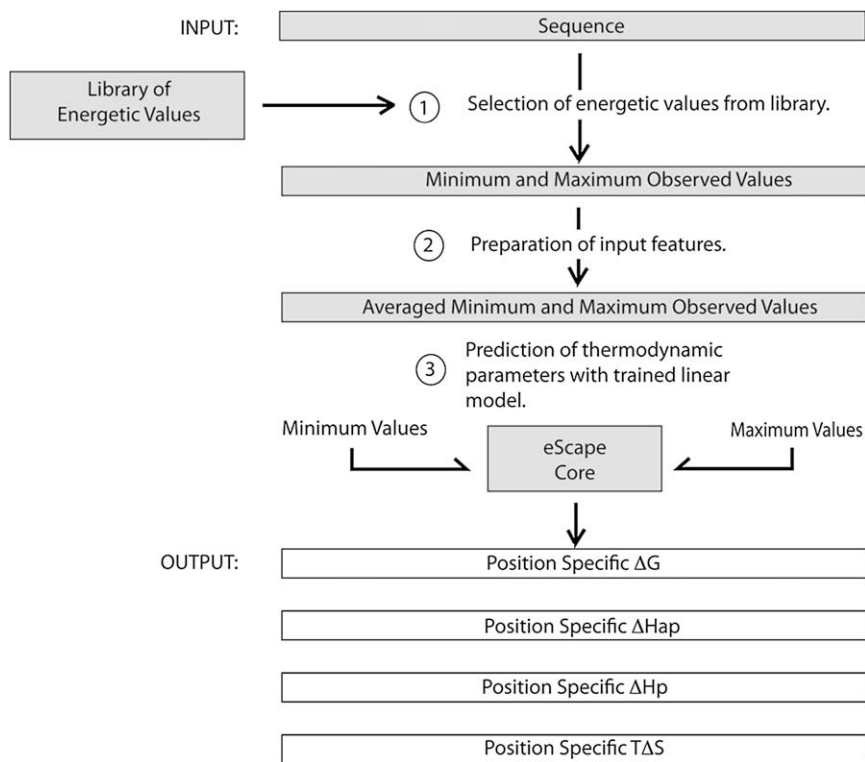 INPUT:
Sequence
Library of
Energetic Values
1 Selection of energetic values from library.
Minimum and Maximum Observed Values
2 Preparation of input features.
Averaged Minimum and Maximum Observed Values
3 Prediction of thermodynamic
parameters with trained linear
model.
Minimum Values
eScape
Core
Maximum Values
OUTPUT:
Position Specific ΔG
Position Specific ΔHap
Position Specific ΔHp
Position Specific TΔS